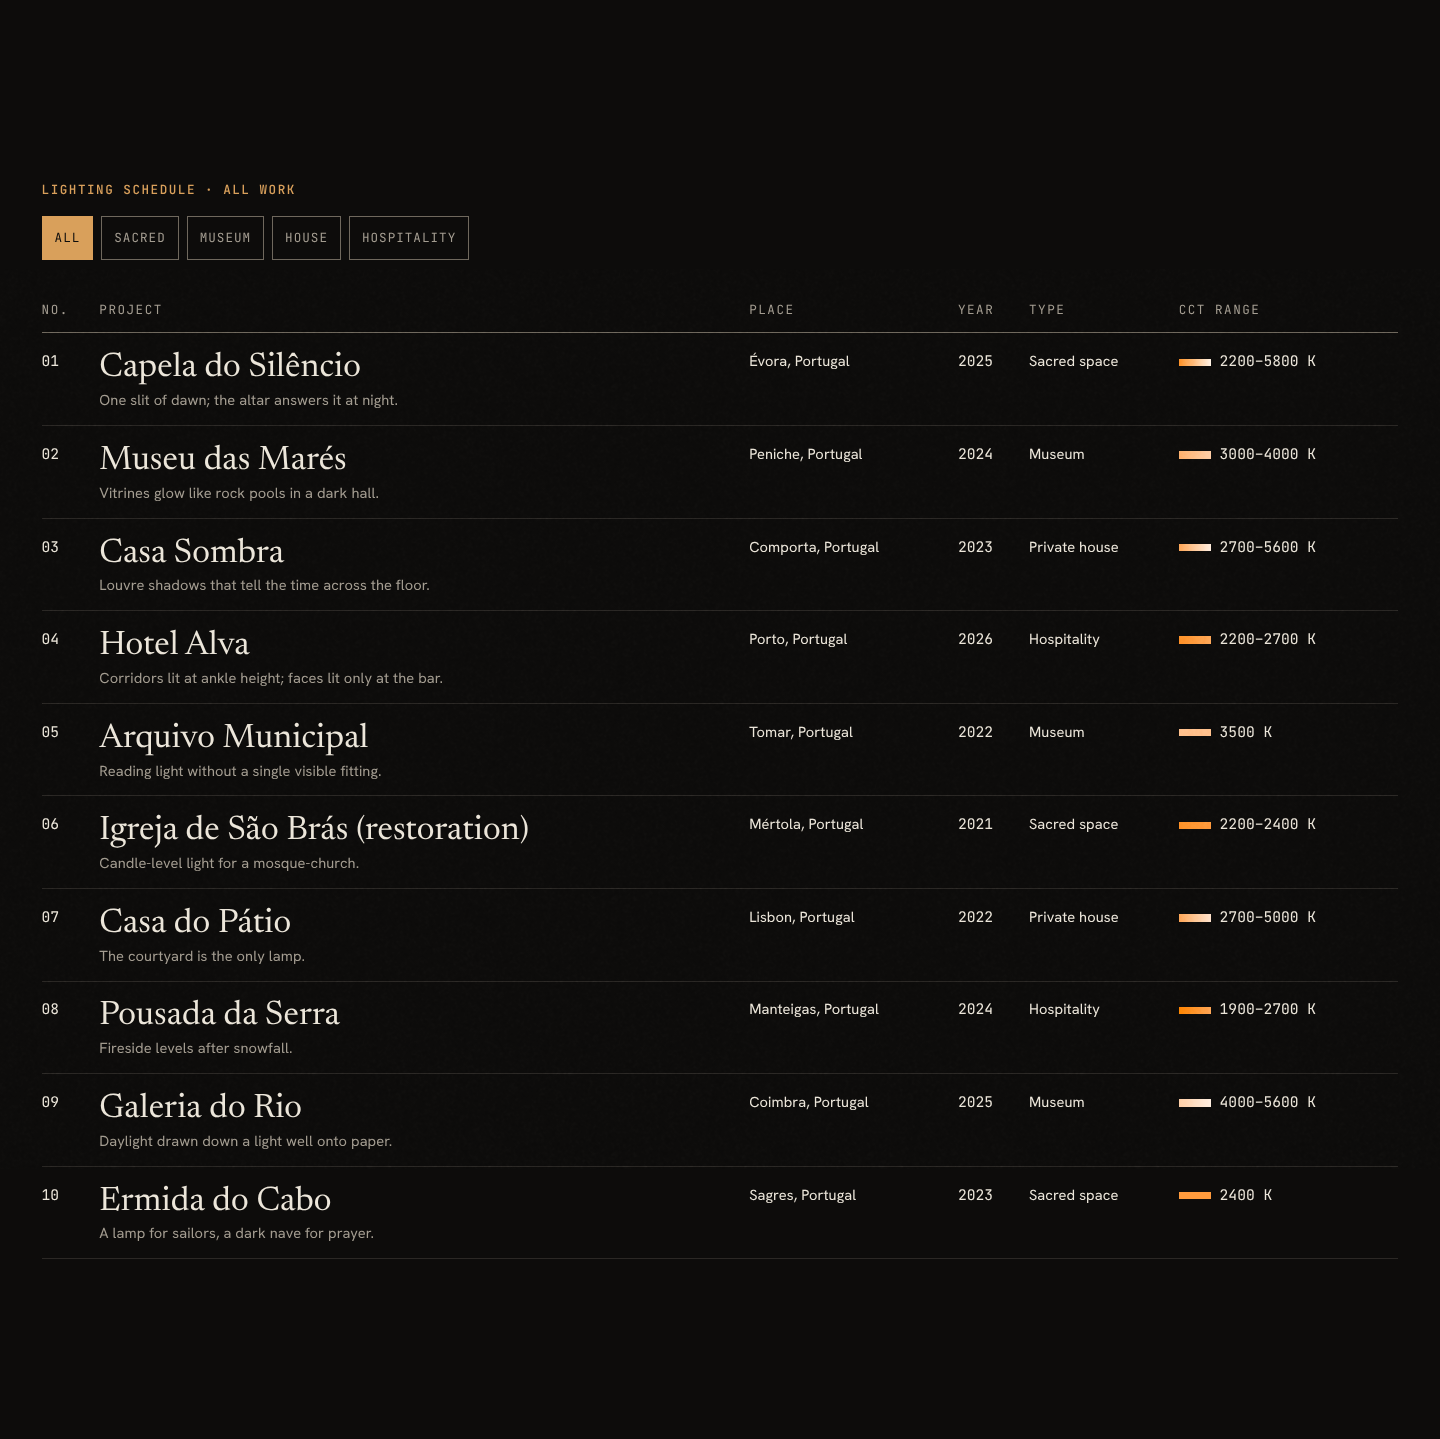 LIGHTING SCHEDULE · ALL WORK
ALL SACRED MUSEUM HOUSE HOSPITALITY
NO. PROJECT PLACE YEAR TYPE CCT RANGE
01 Capela do Silêncio Évora, Portugal 2025 Sacred space 2200–5800 K
One slit of dawn; the altar answers it at night.
02 Museu das Marés Peniche, Portugal 2024 Museum 3000–4000 K
Vitrines glow like rock pools in a dark hall.
03 Casa Sombra Comporta, Portugal 2023 Private house 2700–5600 K
Louvre shadows that tell the time across the floor.
04 Hotel Alva Porto, Portugal 2026 Hospitality 2200–2700 K
Corridors lit at ankle height; faces lit only at the bar.
05 Arquivo Municipal Tomar, Portugal 2022 Museum 3500 K
Reading light without a single visible fitting.
06 Igreja de São Brás (restoration) Mértola, Portugal 2021 Sacred space 2200–2400 K
Candle-level light for a mosque-church.
07 Casa do Pátio Lisbon, Portugal 2022 Private house 2700–5000 K
The courtyard is the only lamp.
08 Pousada da Serra Manteigas, Portugal 2024 Hospitality 1900–2700 K
Fireside levels after snowfall.
09 Galeria do Rio Coimbra, Portugal 2025 Museum 4000–5600 K
Daylight drawn down a light well onto paper.
10 Ermida do Cabo Sagres, Portugal 2023 Sacred space 2400 K
A lamp for sailors, a dark nave for prayer.